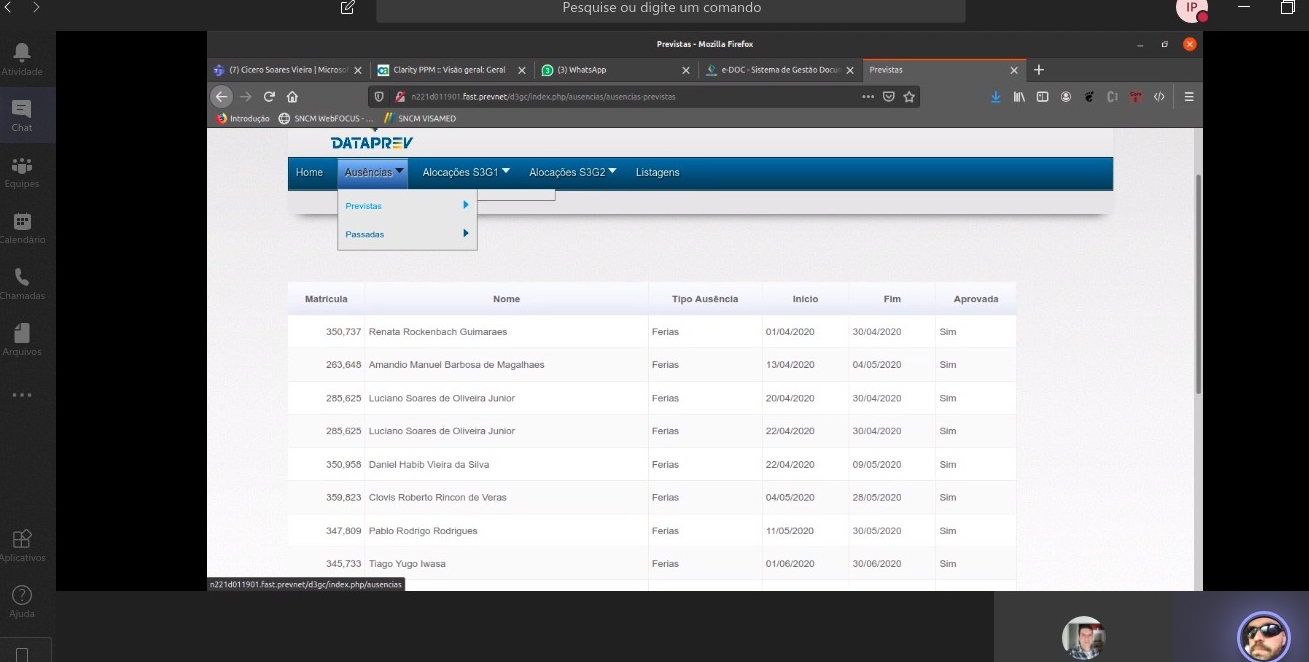 Pesquise ou digite um comando
IP
Atividade
Chat
Equipes
Calendário
Chamadas
Arquivos
Aplicativos
Ajuda
Previstas - Mozilla Firefox
(7) Cicero Soares Vieira | Microso
Clarity PPM :: Visão geral: Geral
(3) WhatsApp
e-DOC - Sistema de Gestão Docun
Previstas
n221d011901.fast.prevnet/d3gc/index.php/ausencias/ausencias-previstas
Introdução
SNCM WebFOCUS - ...
SNCM VISAMED
DATAPREV
Home Ausências Alocações S3G1 Alocações S3G2 Listagens
Previstas
Passadas
Matrícula Nome Tipo Ausência Início Fim Aprovada
350,737 Renata Rockenbach Guimaraes Ferias 01/04/2020 30/04/2020 Sim
263,648 Amandio Manuel Barbosa de Magalhaes Ferias 13/04/2020 04/05/2020 Sim
285,625 Luciano Soares de Oliveira Junior Ferias 20/04/2020 30/04/2020 Sim
285,625 Luciano Soares de Oliveira Junior Ferias 22/04/2020 30/04/2020 Sim
350,958 Daniel Habib Vieira da Silva Ferias 22/04/2020 09/05/2020 Sim
359,823 Clovis Roberto Rincon de Veras Ferias 04/05/2020 28/05/2020 Sim
347,809 Pablo Rodrigo Rodrigues Ferias 11/05/2020 30/05/2020 Sim
345,733 Tiago Yugo Iwasa Ferias 01/06/2020 30/06/2020 Sim
n221d011901.fast.prevnet/d3gc/index.php/ausencias